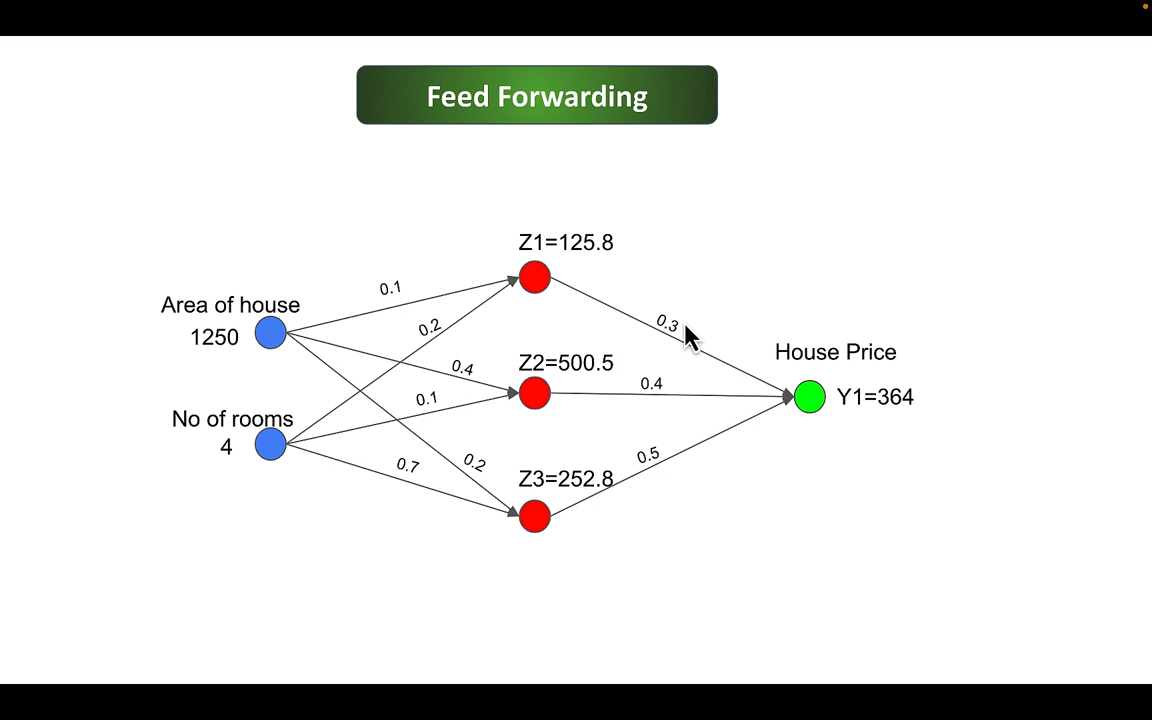 Feed Forwarding
Z1=125.8
0.1
Area of house
1250
0.2
0.3
House Price
Z2=500.5
0.4
0.4
Y1=364
0.1
No of rooms
4
0.7
0.2
0.5
Z3=252.8